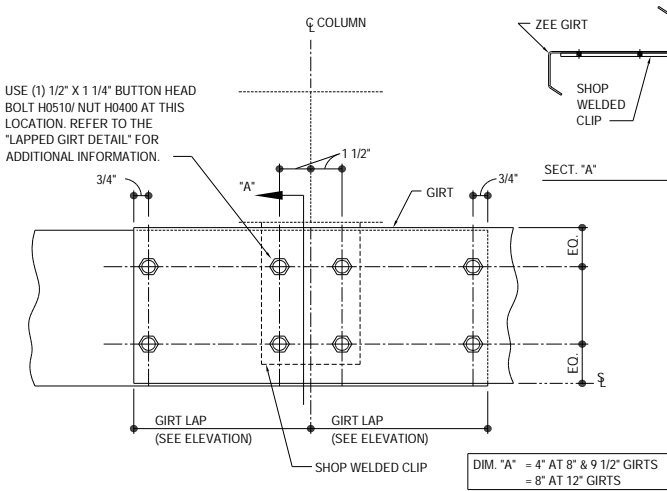 ℄ COLUMN
ZEE GIRT
USE (1) 1/2" X 1 1/4" BUTTON HEAD
BOLT H0510/ NUT H0400 AT THIS
LOCATION. REFER TO THE
"LAPPED GIRT DETAIL" FOR
ADDITIONAL INFORMATION.
SHOP
WELDED
CLIP
1 1/2"
3/4"
"A"
GIRT
3/4"
SECT. "A"
EQ.
EQ.
S
L
GIRT LAP
(SEE ELEVATION)
GIRT LAP
(SEE ELEVATION)
SHOP WELDED CLIP
DIM. "A" = 4" AT 8" & 9 1/2" GIRTS
= 8" AT 12" GIRTS